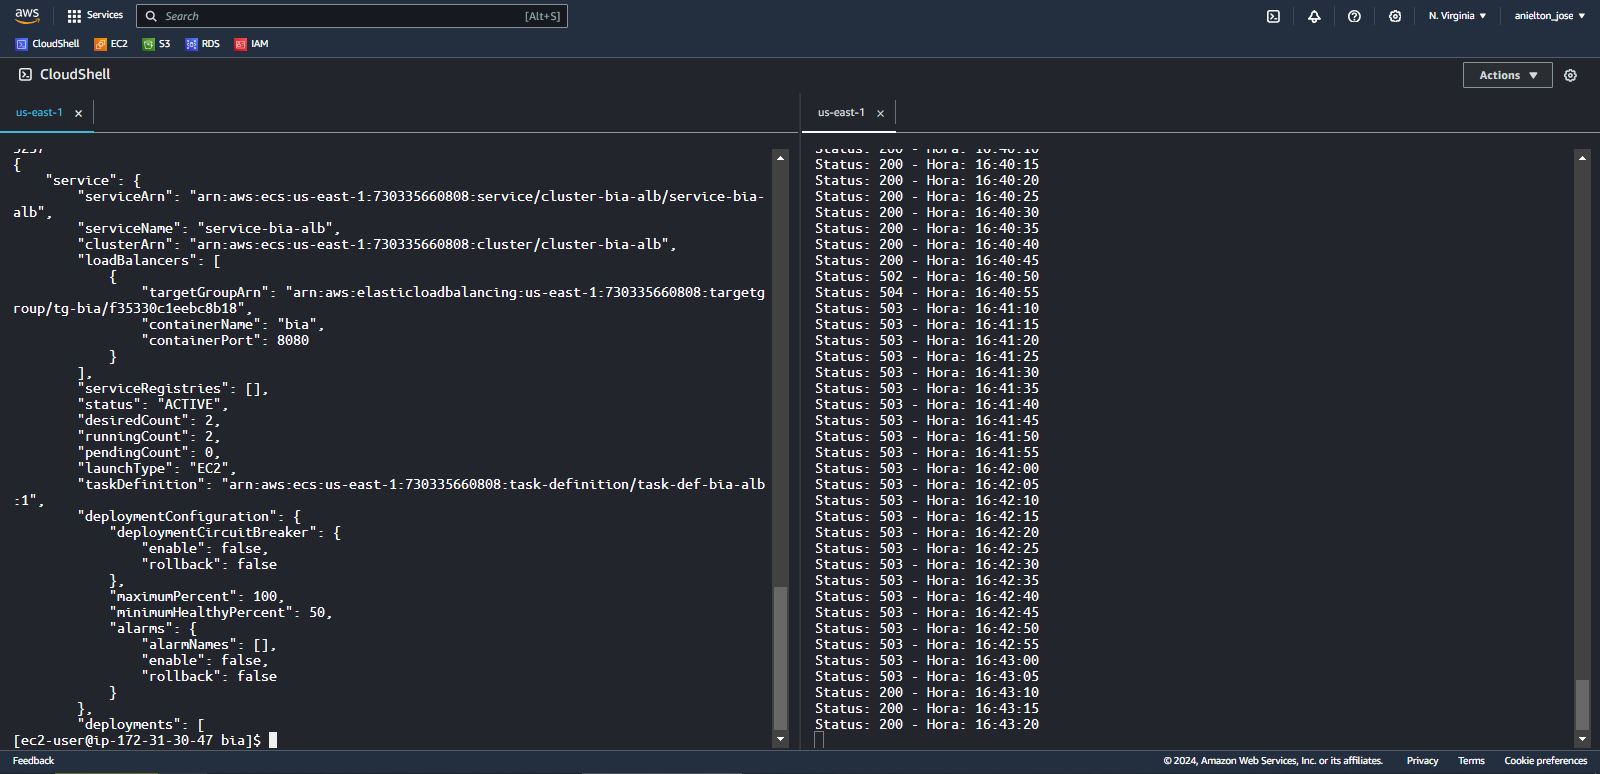 aws
Services
Search
[Alt+S]
N. Virginia
anielton_jose
CloudShell
EC2
S3
RDS
IAM
CloudShell
Actions
us-east-1
5257
{
"service": {
"serviceArn": "arn:aws:ecs:us-east-1:730335660808:service/cluster-bia-alb/service-bia-
alb",
"serviceName": "service-bia-alb",
"clusterArn": "arn:aws:ecs:us-east-1:730335660808:cluster/cluster-bia-alb",
"loadBalancers": [
{
"targetGroupArn": "arn:aws:elasticloadbalancing:us-east-1:730335660808:targetg
roup/tg-bia/f35330c1eebc8b18",
"containerName": "bia",
"containerPort": 8080
}
],
"serviceRegistries": [],
"status": "ACTIVE",
"desiredCount": 2,
"runningCount": 2,
"pendingCount": 0,
"launchType": "EC2",
"taskDefinition": "arn:aws:ecs:us-east-1:730335660808:task-definition/task-def-bia-alb
:1",
"deploymentConfiguration": {
"deploymentCircuitBreaker": {
"enable": false,
"rollback": false
},
"maximumPercent": 100,
"minimumHealthyPercent": 50,
"alarms": {
"alarmNames": [],
"enable": false,
"rollback": false
}
},
"deployments": [
[ec2-user@ip-172-31-30-47 bia]$
us-east-1
Status: 200 - Hora: 16:40:10
Status: 200 - Hora: 16:40:15
Status: 200 - Hora: 16:40:20
Status: 200 - Hora: 16:40:25
Status: 200 - Hora: 16:40:30
Status: 200 - Hora: 16:40:35
Status: 200 - Hora: 16:40:40
Status: 200 - Hora: 16:40:45
Status: 502 - Hora: 16:40:50
Status: 504 - Hora: 16:40:55
Status: 503 - Hora: 16:41:10
Status: 503 - Hora: 16:41:15
Status: 503 - Hora: 16:41:20
Status: 503 - Hora: 16:41:25
Status: 503 - Hora: 16:41:30
Status: 503 - Hora: 16:41:35
Status: 503 - Hora: 16:41:40
Status: 503 - Hora: 16:41:45
Status: 503 - Hora: 16:41:50
Status: 503 - Hora: 16:41:55
Status: 503 - Hora: 16:42:00
Status: 503 - Hora: 16:42:05
Status: 503 - Hora: 16:42:10
Status: 503 - Hora: 16:42:15
Status: 503 - Hora: 16:42:20
Status: 503 - Hora: 16:42:25
Status: 503 - Hora: 16:42:30
Status: 503 - Hora: 16:42:35
Status: 503 - Hora: 16:42:40
Status: 503 - Hora: 16:42:45
Status: 503 - Hora: 16:42:50
Status: 503 - Hora: 16:42:55
Status: 503 - Hora: 16:43:00
Status: 503 - Hora: 16:43:05
Status: 200 - Hora: 16:43:10
Status: 200 - Hora: 16:43:15
Status: 200 - Hora: 16:43:20
Feedback
© 2024, Amazon Web Services, Inc. or its affiliates.
Privacy
Terms
Cookie preferences